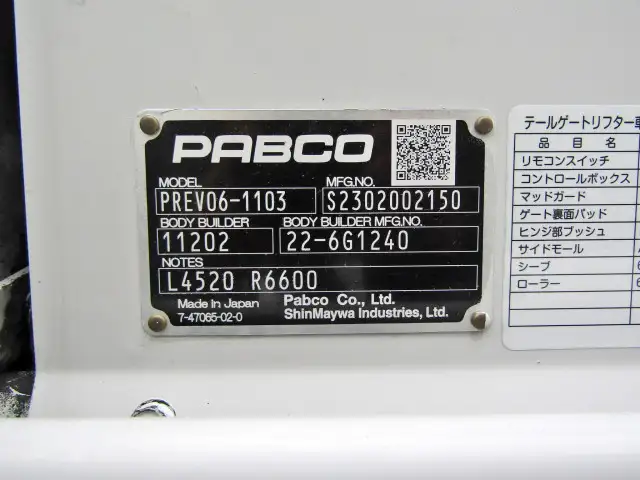 PABCO
MODEL MFG.NO.
PREV06-1103 S2302002150
BODY BUILDER BODY BUILDER MFG.NO.
11202 22-6G1240
NOTES
L4520 R6600
Made In Japan Pabco Co., Ltd.
7-47065-02-0 ShinMaywa Industries, Ltd.
テールゲートリフター
品 目 名
リモコンスイッチ
コントロールボックス
マッドガード
ゲート裏面パッド
ヒンジ部ブッシュ
サイドモール
シーブ
ローラー